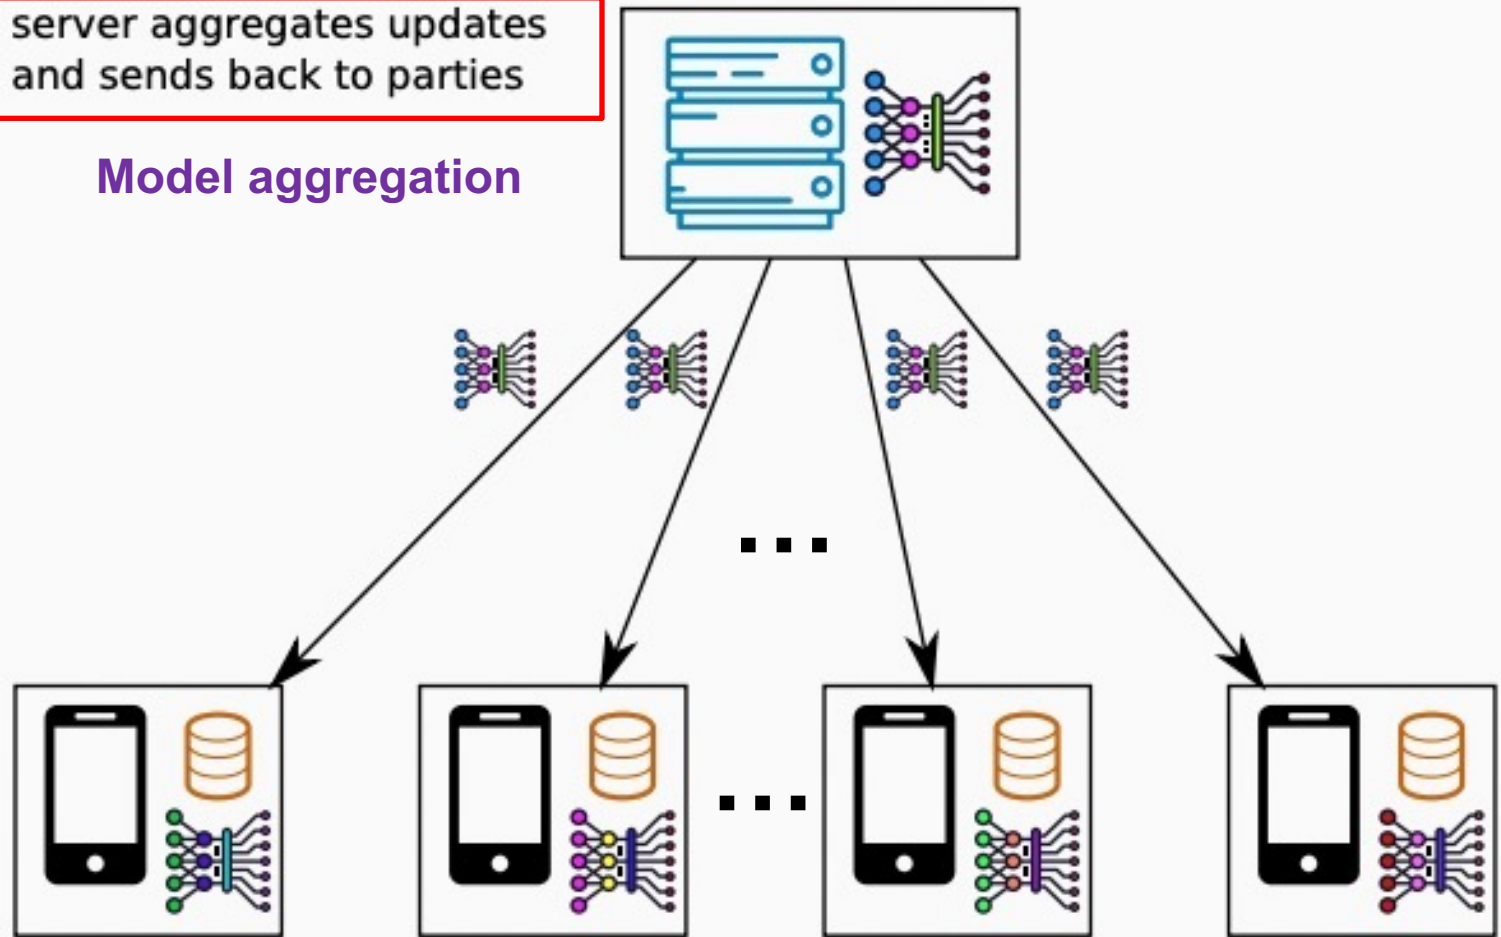 server aggregates updates
and sends back to parties
Model aggregation